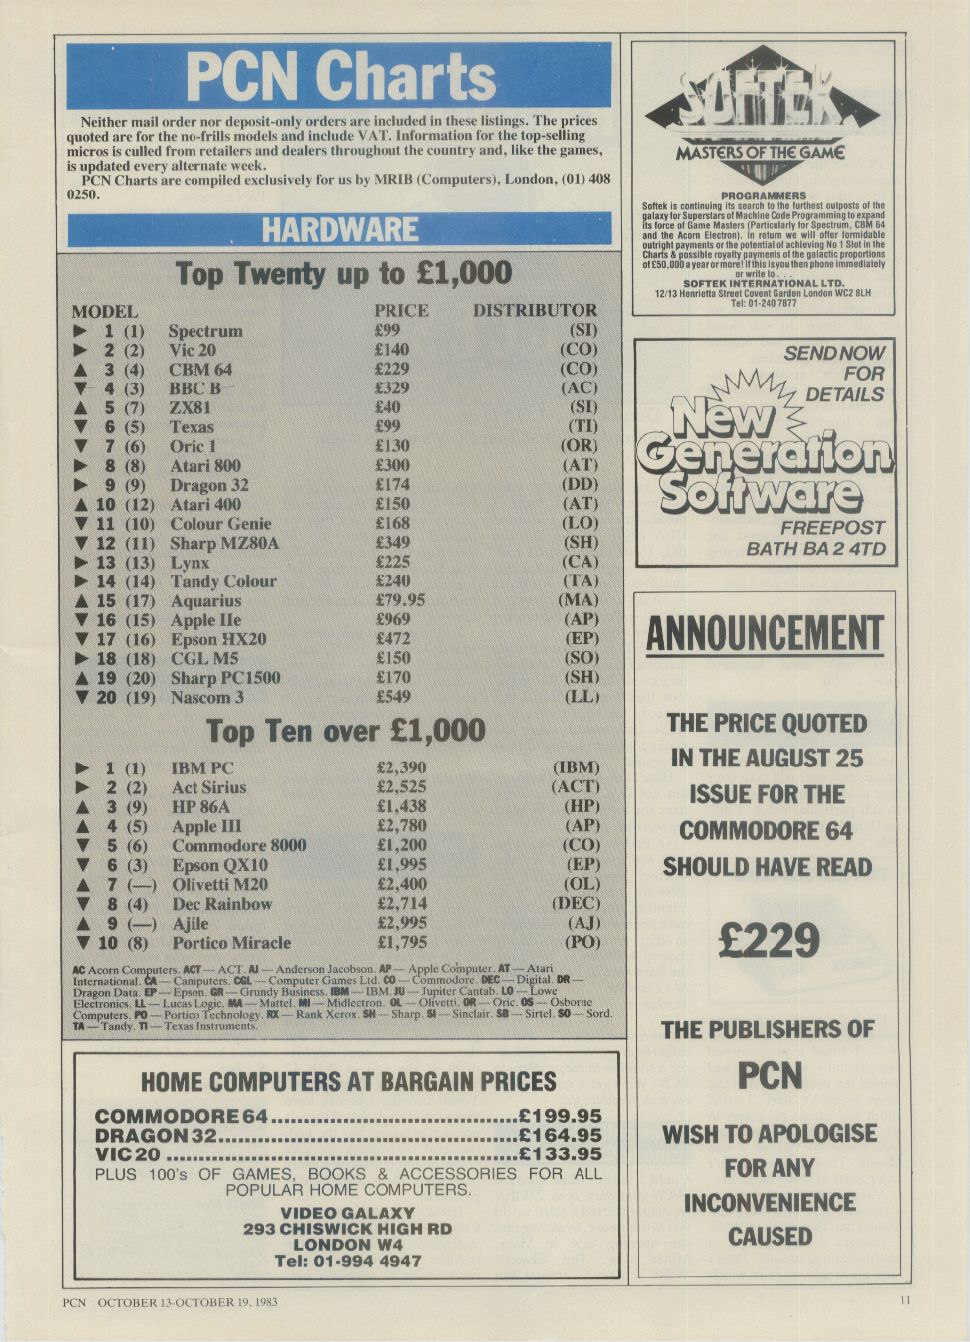 PCN Charts
Neither mail order nor deposit-only orders are included in these listings. The prices
quoted are for the no-frills models and include VAT. Information for the top-selling
micros is culled from retailers and dealers throughout the country and, like the games,
is updated every alternate week.
PCN Charts are compiled exclusively for us by MRIB (Computers), London, (01) 408
0250.
HARDWARE
Top Twenty up to £1,000
MODEL PRICE DISTRIBUTOR
► 1 (1) Spectrum £99 (SI)
► 2 (2) Vic 20 £140 (CO)
▲ 3 (4) CBM 64 £229 (CO)
▼ 4 (3) BBC B £329 (AC)
▲ 5 (7) ZX81 £40 (SI)
▼ 6 (5) Texas £99 (TI)
▼ 7 (6) Oric 1 £130 (OR)
► 8 (8) Atari 800 £300 (AT)
► 9 (9) Dragon 32 £174 (DD)
▲ 10 (12) Atari 400 £150 (AT)
▼ 11 (10) Colour Genie £168 (LO)
▼ 12 (11) Sharp MZ80A £349 (SH)
► 13 (13) Lynx £225 (CA)
► 14 (14) Tandy Colour £240 (TA)
▲ 15 (17) Aquarius £79.95 (MA)
▼ 16 (15) Apple IIe £969 (AP)
▼ 17 (16) Epson HX20 £472 (EP)
► 18 (18) CGL M5 £150 (SO)
▲ 19 (20) Sharp PC1500 £170 (SH)
▼ 20 (19) Nascom 3 £549 (LL)
Top Ten over £1,000
► 1 (1) IBM PC £2,390 (IBM)
► 2 (2) Act Sirius £2,525 (ACT)
▲ 3 (9) HP 86A £1,438 (HP)
▲ 4 (5) Apple III £2,780 (AP)
▼ 5 (6) Commodore 8000 £1,200 (CO)
▼ 6 (3) Epson QX10 £1,995 (EP)
▲ 7 (—) Olivetti M20 £2,400 (OL)
▼ 8 (4) Dec Rainbow £2,714 (DEC)
▲ 9 (—) Ajile £2,995 (AJ)
▼ 10 (8) Portico Miracle £1,795 (PO)
AC Acorn Computers. ACT — ACT. AJ — Anderson Jacobson. AP — Apple Computer. AT — Atari
International. CA — Camputers. CGL — Computer Games Ltd. CO — Commodore. DEC — Digital. DR —
Dragon Data. EP — Epson. GR — Grundy Business. IBM — IBM. JU — Jupiter Cantab. LO — Lowe
Electronics. LL — Lucas Logic. MA — Mattel. MI — Midlectron. OL — Olivetti. OR — Oric. OS — Osborne
Computers. PO — Portico Technology. RX — Rank Xerox. SH — Sharp. SI — Sinclair. SB — Sirtel. SO — Sord.
TA — Tandy. TI — Texas Instruments.
HOME COMPUTERS AT BARGAIN PRICES
COMMODORE 64 ........ £199.95
DRAGON 32 ........ £164.95
VIC 20 ........ £133.95
PLUS 100's OF GAMES, BOOKS & ACCESSORIES FOR ALL
POPULAR HOME COMPUTERS.
VIDEO GALAXY
293 CHISWICK HIGH RD
LONDON W4
Tel: 01-994 4947
SOFTEK
MASTERS OF THE GAME
PROGRAMMERS
Softek is continuing its search to the furthest outposts of the
galaxy for Superstars of Machine Code Programming to expand
its force of Game Masters (Particularly for Spectrum, CBM 64
and the Acorn Electron). In return we will offer formidable
outright payments or the potential of achieving No 1 Slot in the
Charts & possible royalty payments of the galactic proportions
of £50,000 a year or more! If this is you then phone immediately
or write to . . .
SOFTEK INTERNATIONAL LTD.
12/13 Henrietta Street Covent Garden London WC2 8LH
Tel: 01-240 7877
SEND NOW
FOR
DETAILS
New
Generation
Software
FREEPOST
BATH BA2 4TD
ANNOUNCEMENT
THE PRICE QUOTED
IN THE AUGUST 25
ISSUE FOR THE
COMMODORE 64
SHOULD HAVE READ
£229
THE PUBLISHERS OF
PCN
WISH TO APOLOGISE
FOR ANY
INCONVENIENCE
CAUSED
PCN OCTOBER 13-OCTOBER 19, 1983
11